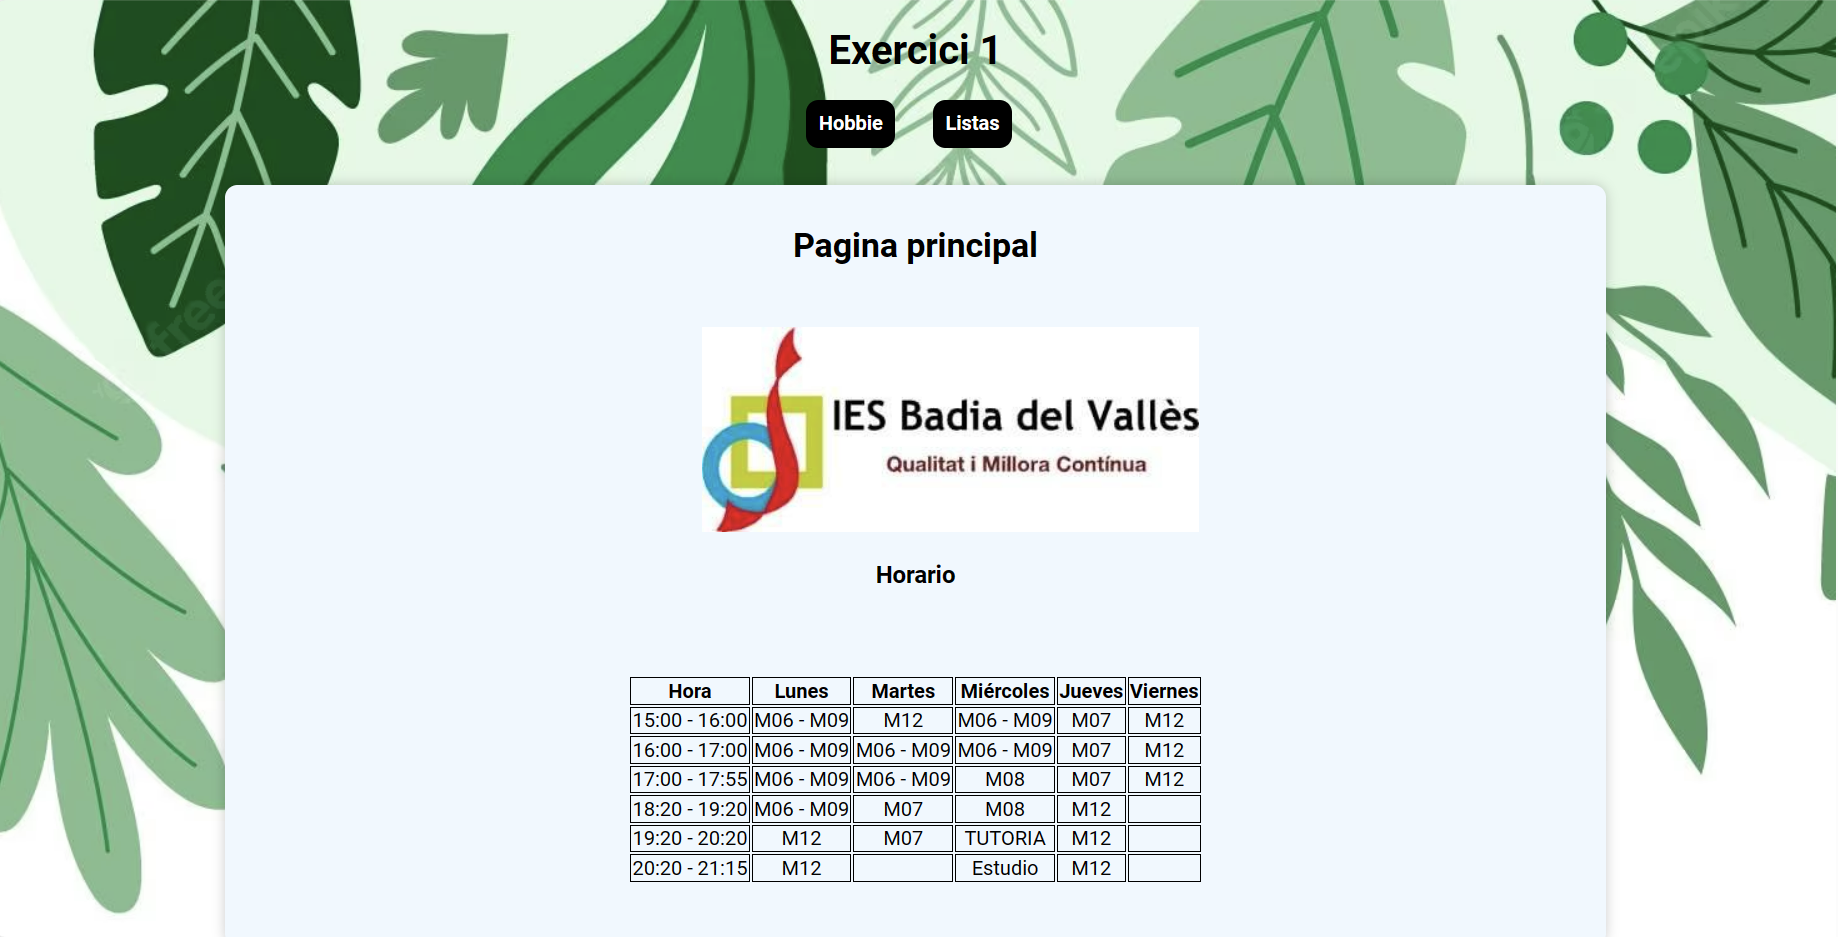 Exercici 1
Hobbie Listas
Pagina principal
IES Badia del Vallès
Qualitat i Millora Contínua
Horario
Hora Lunes Martes Miércoles Jueves Viernes
15:00 - 16:00 M06 - M09 M12 M06 - M09 M07 M12
16:00 - 17:00 M06 - M09 M06 - M09 M06 - M09 M07 M12
17:00 - 17:55 M06 - M09 M06 - M09 M08 M07 M12
18:20 - 19:20 M06 - M09 M07 M08 M12
19:20 - 20:20 M12 M07 TUTORIA M12
20:20 - 21:15 M12 Estudio M12